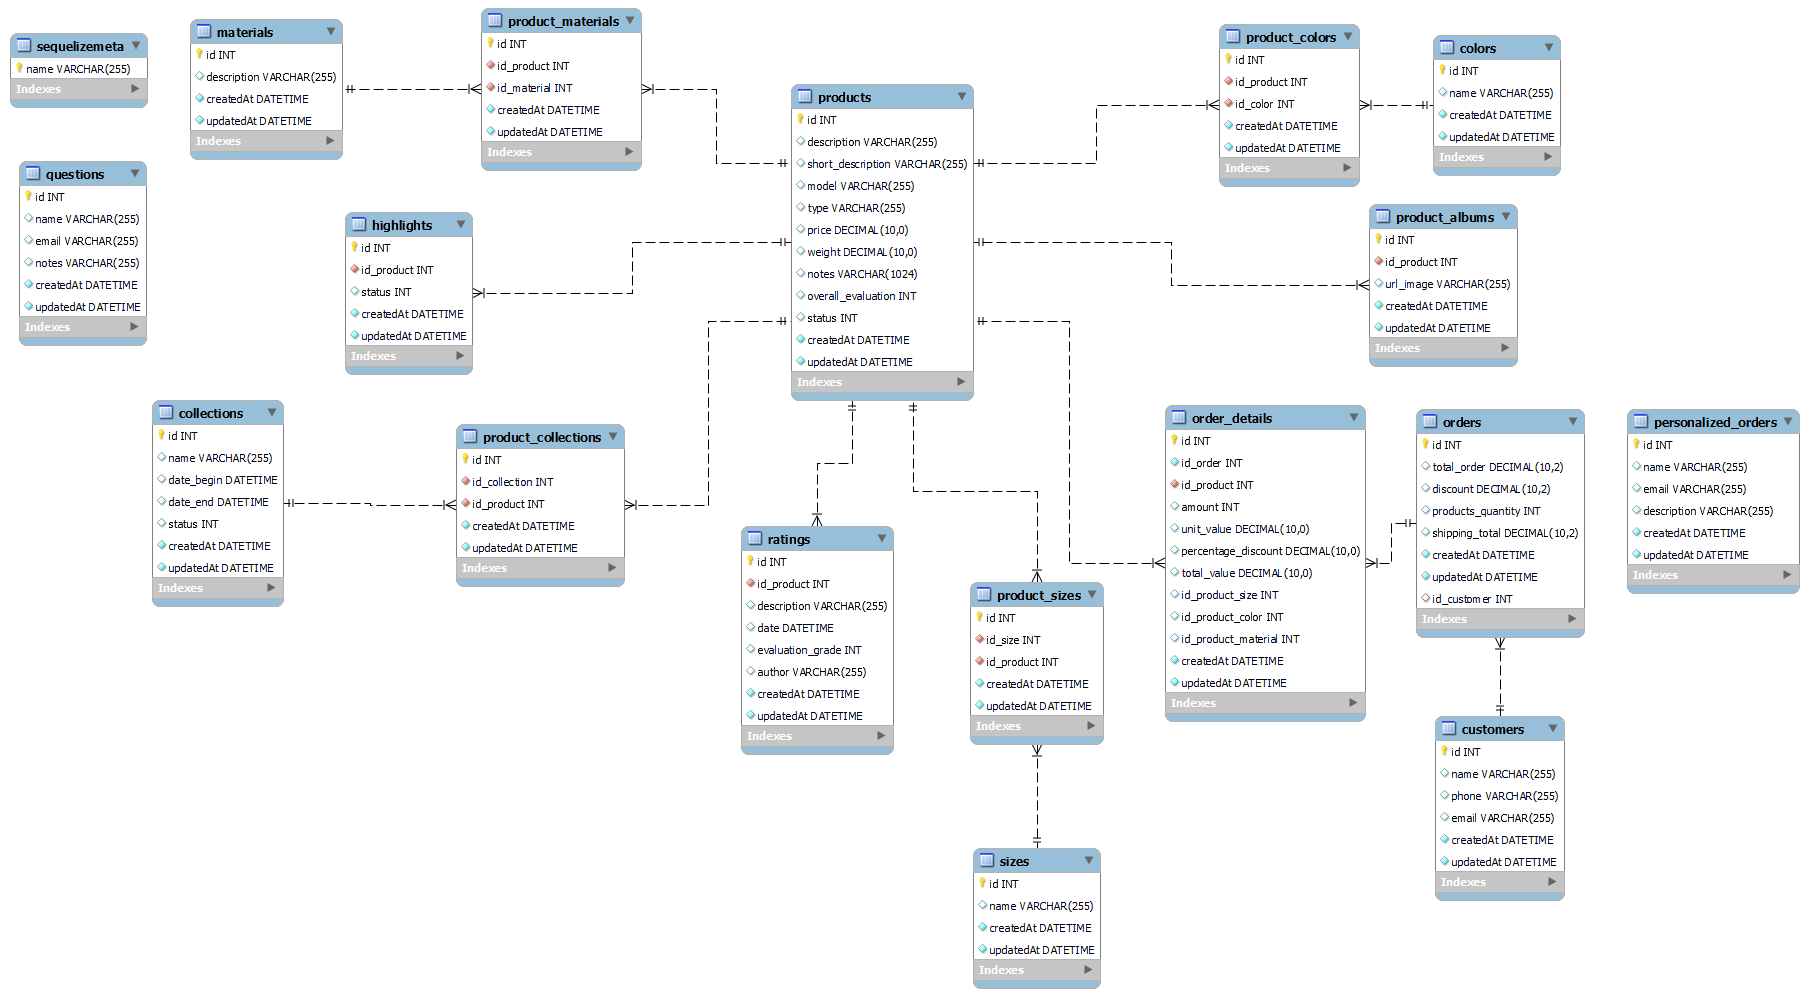 sequelizemeta
name VARCHAR(255)
Indexes
materials
id INT
description VARCHAR(255)
createdAt DATETIME
updatedAt DATETIME
Indexes
product_materials
id INT
id_product INT
id_material INT
createdAt DATETIME
updatedAt DATETIME
Indexes
products
id INT
description VARCHAR(255)
short_description VARCHAR(255)
model VARCHAR(255)
type VARCHAR(255)
price DECIMAL(10,0)
weight DECIMAL(10,0)
notes VARCHAR(1024)
overall_evaluation INT
status INT
createdAt DATETIME
updatedAt DATETIME
Indexes
product_colors
id INT
id_product INT
id_color INT
createdAt DATETIME
updatedAt DATETIME
Indexes
colors
id INT
name VARCHAR(255)
createdAt DATETIME
updatedAt DATETIME
Indexes
questions
id INT
name VARCHAR(255)
email VARCHAR(255)
notes VARCHAR(255)
createdAt DATETIME
updatedAt DATETIME
Indexes
highlights
id INT
id_product INT
status INT
createdAt DATETIME
updatedAt DATETIME
Indexes
product_albums
id INT
id_product INT
url_image VARCHAR(255)
createdAt DATETIME
updatedAt DATETIME
Indexes
collections
id INT
name VARCHAR(255)
date_begin DATETIME
date_end DATETIME
status INT
createdAt DATETIME
updatedAt DATETIME
Indexes
product_collections
id INT
id_collection INT
id_product INT
createdAt DATETIME
updatedAt DATETIME
Indexes
ratings
id INT
id_product INT
description VARCHAR(255)
date DATETIME
evaluation_grade INT
author VARCHAR(255)
createdAt DATETIME
updatedAt DATETIME
Indexes
product_sizes
id INT
id_size INT
id_product INT
createdAt DATETIME
updatedAt DATETIME
Indexes
order_details
id INT
id_order INT
id_product INT
amount INT
unit_value DECIMAL(10,0)
percentage_discount DECIMAL(10,0)
total_value DECIMAL(10,0)
id_product_size INT
id_product_color INT
id_product_material INT
createdAt DATETIME
updatedAt DATETIME
Indexes
orders
id INT
total_order DECIMAL(10,2)
discount DECIMAL(10,2)
products_quantity INT
shipping_total DECIMAL(10,2)
createdAt DATETIME
updatedAt DATETIME
id_customer INT
Indexes
personalized_orders
id INT
name VARCHAR(255)
email VARCHAR(255)
description VARCHAR(255)
createdAt DATETIME
updatedAt DATETIME
Indexes
customers
id INT
name VARCHAR(255)
phone VARCHAR(255)
email VARCHAR(255)
createdAt DATETIME
updatedAt DATETIME
Indexes
sizes
id INT
name VARCHAR(255)
createdAt DATETIME
updatedAt DATETIME
Indexes